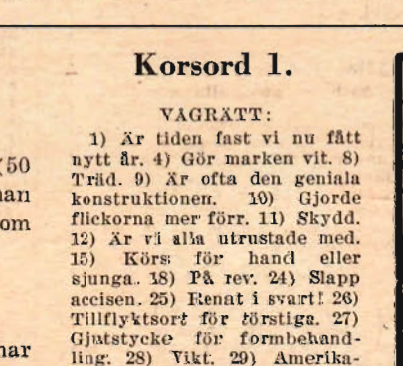 Korsord 1.
VÅGRÄTT:
1) Är tiden fast vi nu fått
nytt år. 4) Gör marken vit. 8)
Träd. 9) Är ofta den geniala
konstruktionen. 10) Gjorde
flickorna mer förr. 11) Skydd.
12) Är vi alla utrustade med.
15) Körs för hand eller
sjunga. 18) På rev. 24) Slapp
accisen. 25) Renat i svart! 26)
Tillflyktsort för törstiga. 27)
Gjutstycke för formbehand-
ling. 28) Vikt. 29) Amerika-
(50
nan
om
nar